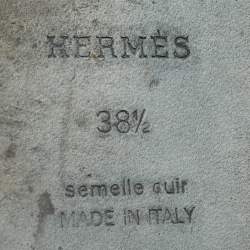 HERMÈS
38½
semelle cuir
MADE IN ITALY